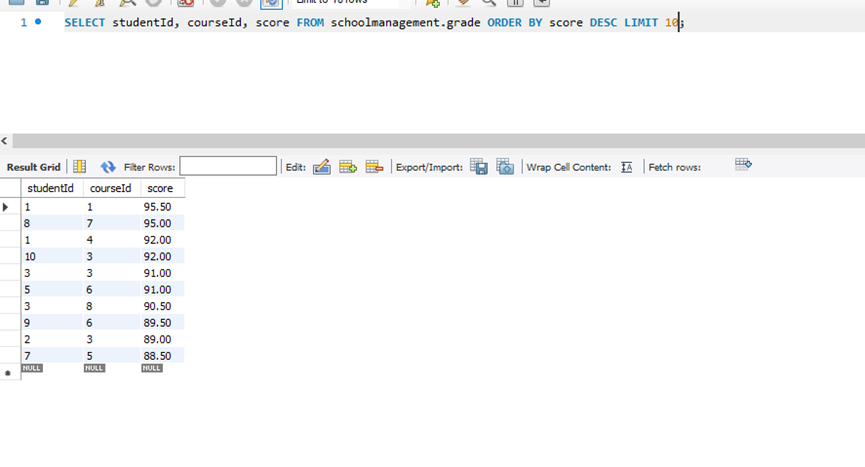 Limit to 10 rows
1 SELECT studentId, courseId, score FROM schoolmanagement.grade ORDER BY score DESC LIMIT 10;
Result Grid Filter Rows: Edit: Export/Import: Wrap Cell Content: Fetch rows:
studentId courseId score
1 1 95.50
8 7 95.00
1 4 92.00
10 3 92.00
3 3 91.00
5 6 91.00
3 8 90.50
9 6 89.50
2 3 89.00
7 5 88.50
NULL NULL NULL